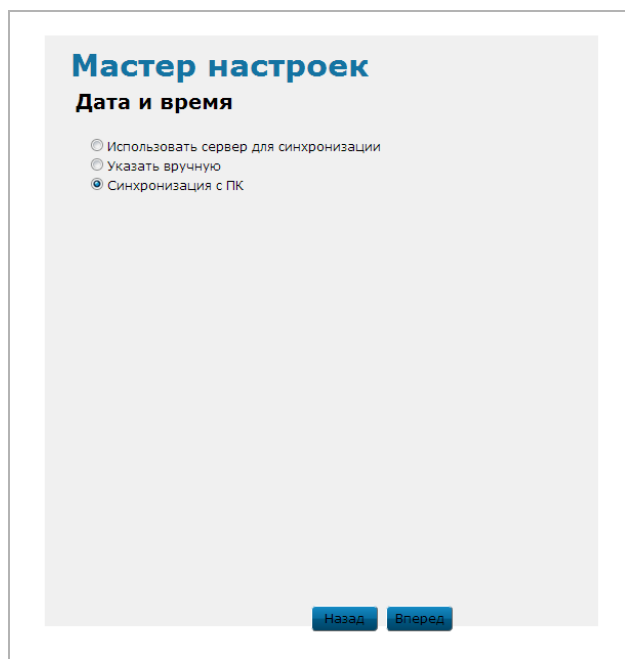 Мастер настроек
Дата и время
Использовать сервер для синхронизации
Указать вручную
Синхронизация с ПК
Назад Вперед